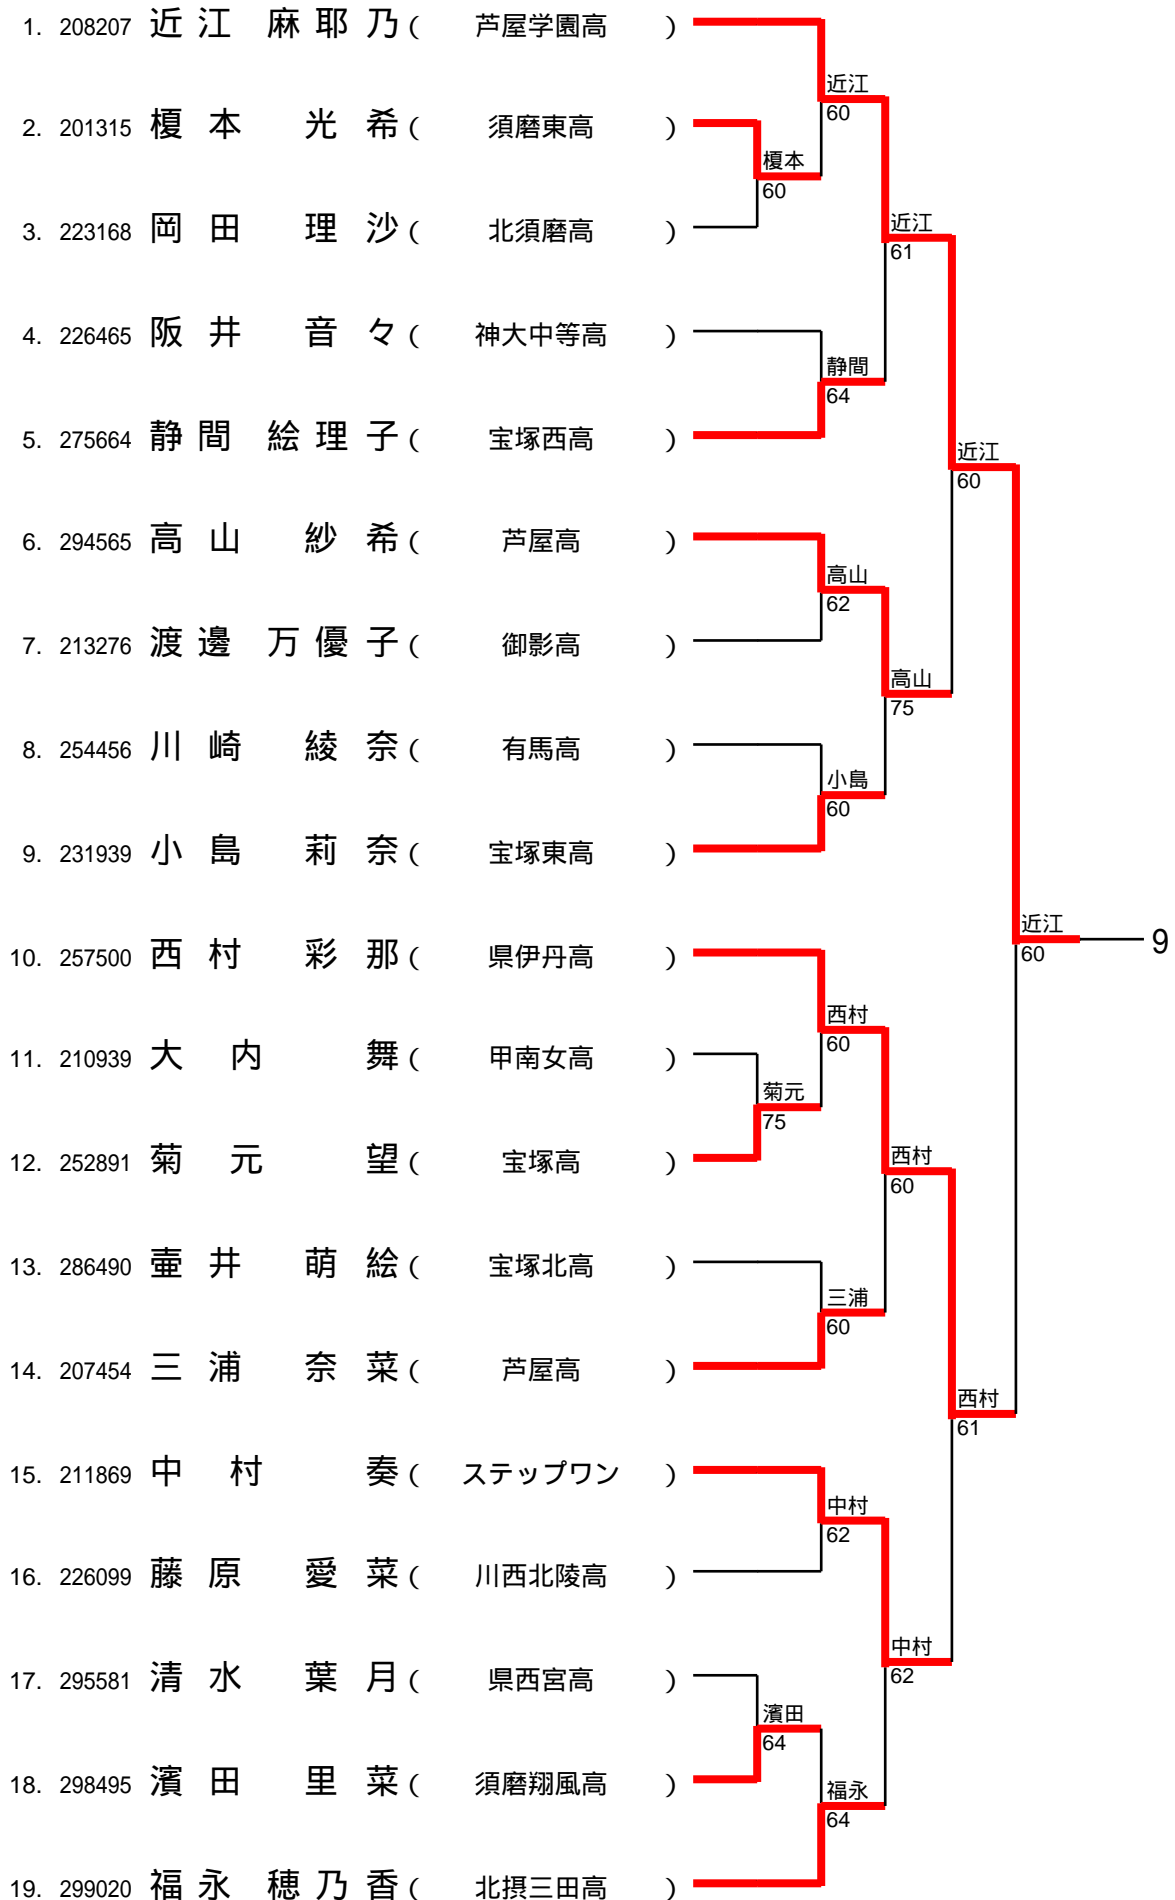 1. 208207 近江 麻耶乃 ( 芦屋学園高 )
近江
60
2. 201315 榎本 光希 ( 須磨東高 )
榎本
60
3. 223168 岡田 理沙 ( 北須磨高 )
近江
61
4. 226465 阪井 音々 ( 神大中等高 )
静間
64
5. 275664 静間 絵理子 ( 宝塚西高 )
近江
60
6. 294565 高山 紗希 ( 芦屋高 )
高山
62
7. 213276 渡邊 万優子 ( 御影高 )
高山
75
8. 254456 川崎 綾奈 ( 有馬高 )
小島
60
9. 231939 小島 莉奈 ( 宝塚東高 )
近江
60
9
10. 257500 西村 彩那 ( 県伊丹高 )
西村
60
11. 210939 大内 舞 ( 甲南女高 )
菊元
75
12. 252891 菊元 望 ( 宝塚高 )
西村
60
13. 286490 壷井 萌絵 ( 宝塚北高 )
三浦
60
14. 207454 三浦 奈菜 ( 芦屋高 )
西村
61
15. 211869 中村 奏 ( ステップワン )
中村
62
16. 226099 藤原 愛菜 ( 川西北陵高 )
中村
62
17. 295581 清水 葉月 ( 県西宮高 )
濱田
64
18. 298495 濱田 里菜 ( 須磨翔風高 )
福永
64
19. 299020 福永 穂乃香 ( 北摂三田高 )